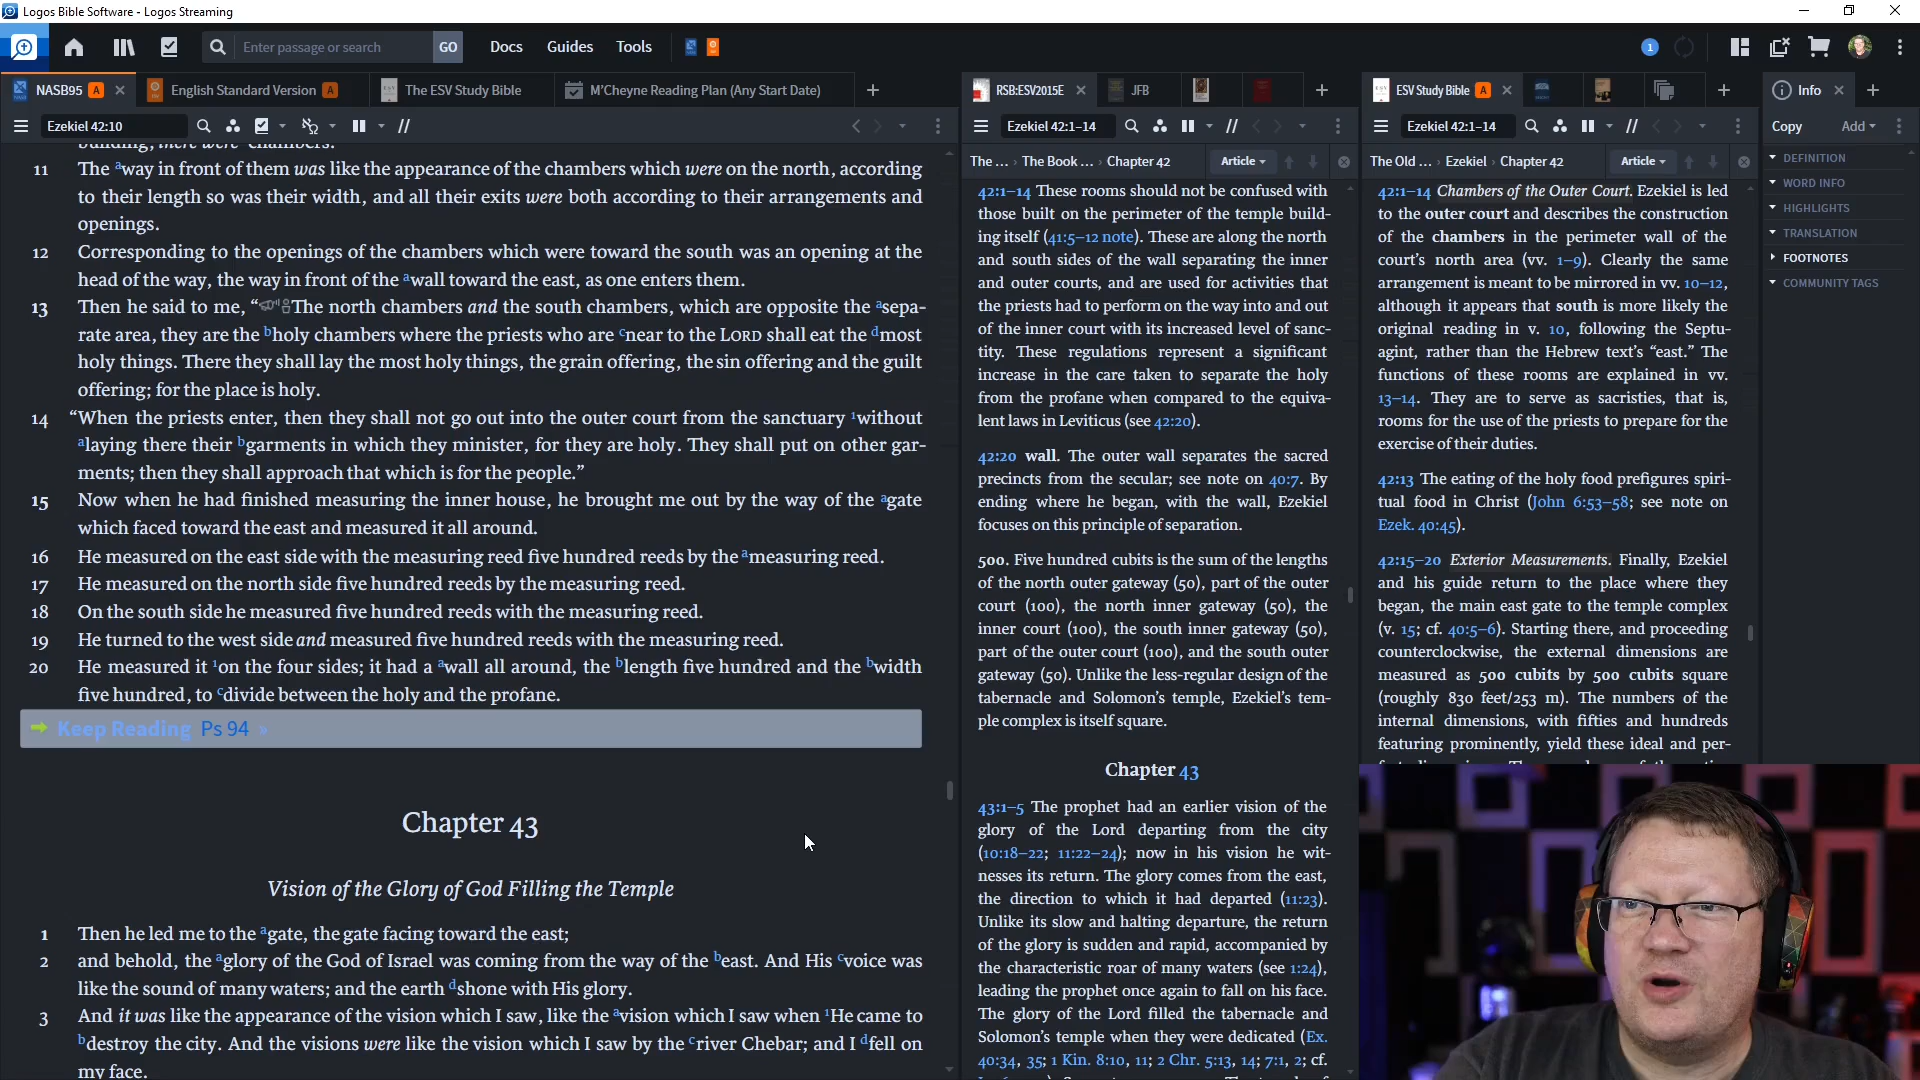 Logos Bible Software - Logos Streaming
Enter passage or search
GO
Docs
Guides
Tools
1
NASB95 A
English Standard Version A
The ESV Study Bible
M'Cheyne Reading Plan (Any Start Date)
Ezekiel 42:10
11 The ᵃway in front of them was like the appearance of the chambers which were on the north, according
to their length so was their width, and all their exits were both according to their arrangements and
openings.
12 Corresponding to the openings of the chambers which were toward the south was an opening at the
head of the way, the way in front of the ᵃwall toward the east, as one enters them.
13 Then he said to me, “The north chambers and the south chambers, which are opposite the ᵃsepa-
rate area, they are the ᵇholy chambers where the priests who are ᶜnear to the LORD shall eat the ᵈmost
holy things. There they shall lay the most holy things, the grain offering, the sin offering and the guilt
offering; for the place is holy.
14 “When the priests enter, then they shall not go out into the outer court from the sanctuary ¹without
ᵃlaying there their ᵇgarments in which they minister, for they are holy. They shall put on other gar-
ments; then they shall approach that which is for the people.”
15 Now when he had finished measuring the inner house, he brought me out by the way of the ᵃgate
which faced toward the east and measured it all around.
16 He measured on the east side with the measuring reed five hundred reeds by the ᵃmeasuring reed.
17 He measured on the north side five hundred reeds by the measuring reed.
18 On the south side he measured five hundred reeds with the measuring reed.
19 He turned to the west side and measured five hundred reeds with the measuring reed.
20 He measured it ¹on the four sides; it had a ᵃwall all around, the ᵇlength five hundred and the ᵇwidth
five hundred, to ᶜdivide between the holy and the profane.
Keep Reading Ps 94 »
Chapter 43
Vision of the Glory of God Filling the Temple
1 Then he led me to the ᵃgate, the gate facing toward the east;
2 and behold, the ᵃglory of the God of Israel was coming from the way of the ᵇeast. And His ᶜvoice was
like the sound of many waters; and the earth ᵈshone with His glory.
3 And it was like the appearance of the vision which I saw, like the ᵃvision which I saw when ¹He came to
ᵇdestroy the city. And the visions were like the vision which I saw by the ᶜriver Chebar; and I ᵈfell on
my face.
RSB:ESV2015E
JFB
Ezekiel 42:1–14
The ... › The Book ... › Chapter 42
Article
42:1–14 These rooms should not be confused with
those built on the perimeter of the temple build-
ing itself (41:5–12 note). These are along the north
and south sides of the wall separating the inner
and outer courts, and are used for activities that
the priests had to perform on the way into and out
of the inner court with its increased level of sanc-
tity. These regulations represent a significant
increase in the care taken to separate the holy
from the profane when compared to the equiva-
lent laws in Leviticus (see 42:20).
42:20 wall. The outer wall separates the sacred
precincts from the secular; see note on 40:7. By
ending where he began, with the wall, Ezekiel
focuses on this principle of separation.
500. Five hundred cubits is the sum of the lengths
of the north outer gateway (50), part of the outer
court (100), the north inner gateway (50), the
inner court (100), the south inner gateway (50),
part of the outer court (100), and the south outer
gateway (50). Unlike the less-regular design of the
tabernacle and Solomon’s temple, Ezekiel’s tem-
ple complex is itself square.
Chapter 43
43:1–5 The prophet had an earlier vision of the
glory of the Lord departing from the city
(10:18–22; 11:22–24); now in his vision he wit-
nesses its return. The glory comes from the east,
the direction to which it had departed (11:23).
Unlike its slow and halting departure, the return
of the glory is sudden and rapid, accompanied by
the characteristic roar of many waters (see 1:24),
leading the prophet once again to fall on his face.
The glory of the Lord filled the tabernacle and
Solomon’s temple when they were dedicated (Ex.
40:34, 35; 1 Kin. 8:10, 11; 2 Chr. 5:13, 14; 7:1, 2; cf.
ESV Study Bible A
Ezekiel 42:1–14
The Old ... › Ezekiel › Chapter 42
Article
42:1–14 Chambers of the Outer Court. Ezekiel is led
to the outer court and describes the construction
of the chambers in the perimeter wall of the
court’s north area (vv. 1–9). Clearly the same
arrangement is meant to be mirrored in vv. 10–12,
although it appears that south is more likely the
original reading in v. 10, following the Septu-
agint, rather than the Hebrew text’s “east.” The
functions of these rooms are explained in vv.
13–14. They are to serve as sacristies, that is,
rooms for the use of the priests to prepare for the
exercise of their duties.
42:13 The eating of the holy food prefigures spiri-
tual food in Christ (John 6:53–58; see note on
Ezek. 40:45).
42:15–20 Exterior Measurements. Finally, Ezekiel
and his guide return to the place where they
began, the main east gate to the temple complex
(v. 15; cf. 40:5–6). Starting there, and proceeding
counterclockwise, the external dimensions are
measured as 500 cubits by 500 cubits square
(roughly 830 feet/253 m). The numbers of the
internal dimensions, with fifties and hundreds
featuring prominently, yield these ideal and per-
Info
Copy
Add
DEFINITION
WORD INFO
HIGHLIGHTS
TRANSLATION
FOOTNOTES
COMMUNITY TAGS